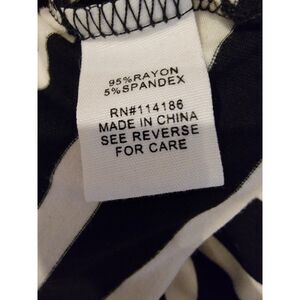 95%RAYON
5%SPANDEX
RN#114186
MADE IN CHINA
SEE REVERSE
FOR CARE